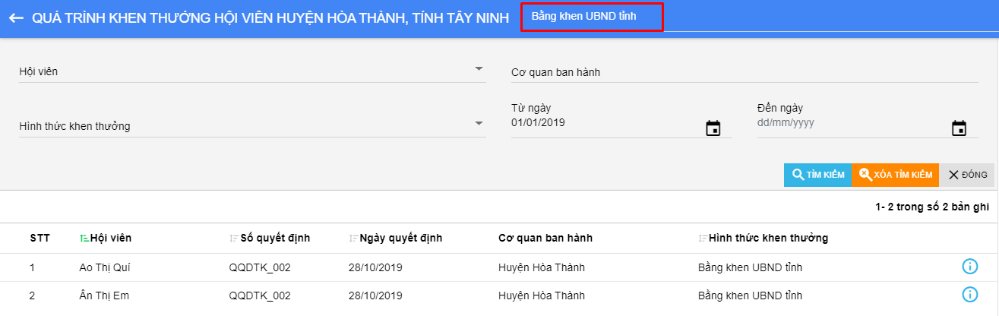 QUÁ TRÌNH KHEN THƯỞNG HỘI VIÊN HUYỆN HÒA THÀNH, TỈNH TÂY NINH
Bằng khen UBND tỉnh
Hội viên
Cơ quan ban hành
Hình thức khen thưởng
Từ ngày
Đến ngày
01/01/2019
dd/mm/yyyy
TÌM KIẾM
XÓA TÌM KIẾM
ĐÓNG
1- 2 trong số 2 bản ghi
STT Hội viên Số quyết định Ngày quyết định Cơ quan ban hành Hình thức khen thưởng
1 Ao Thị Quí QQDTK_002 28/10/2019 Huyện Hòa Thành Bằng khen UBND tỉnh
2 Ân Thị Em QQDTK_002 28/10/2019 Huyện Hòa Thành Bằng khen UBND tỉnh